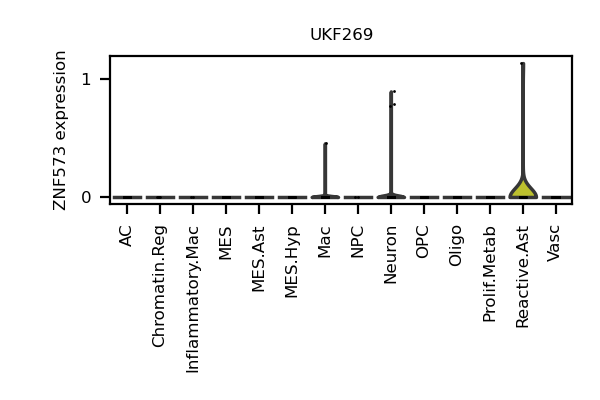 UKF269
ZNF573 expression
1
0
AC
Chromatin.Reg
Inflammatory.Mac
MES
MES.Ast
MES.Hyp
Mac
NPC
Neuron
OPC
Oligo
Prolif.Metab
Reactive.Ast
Vasc